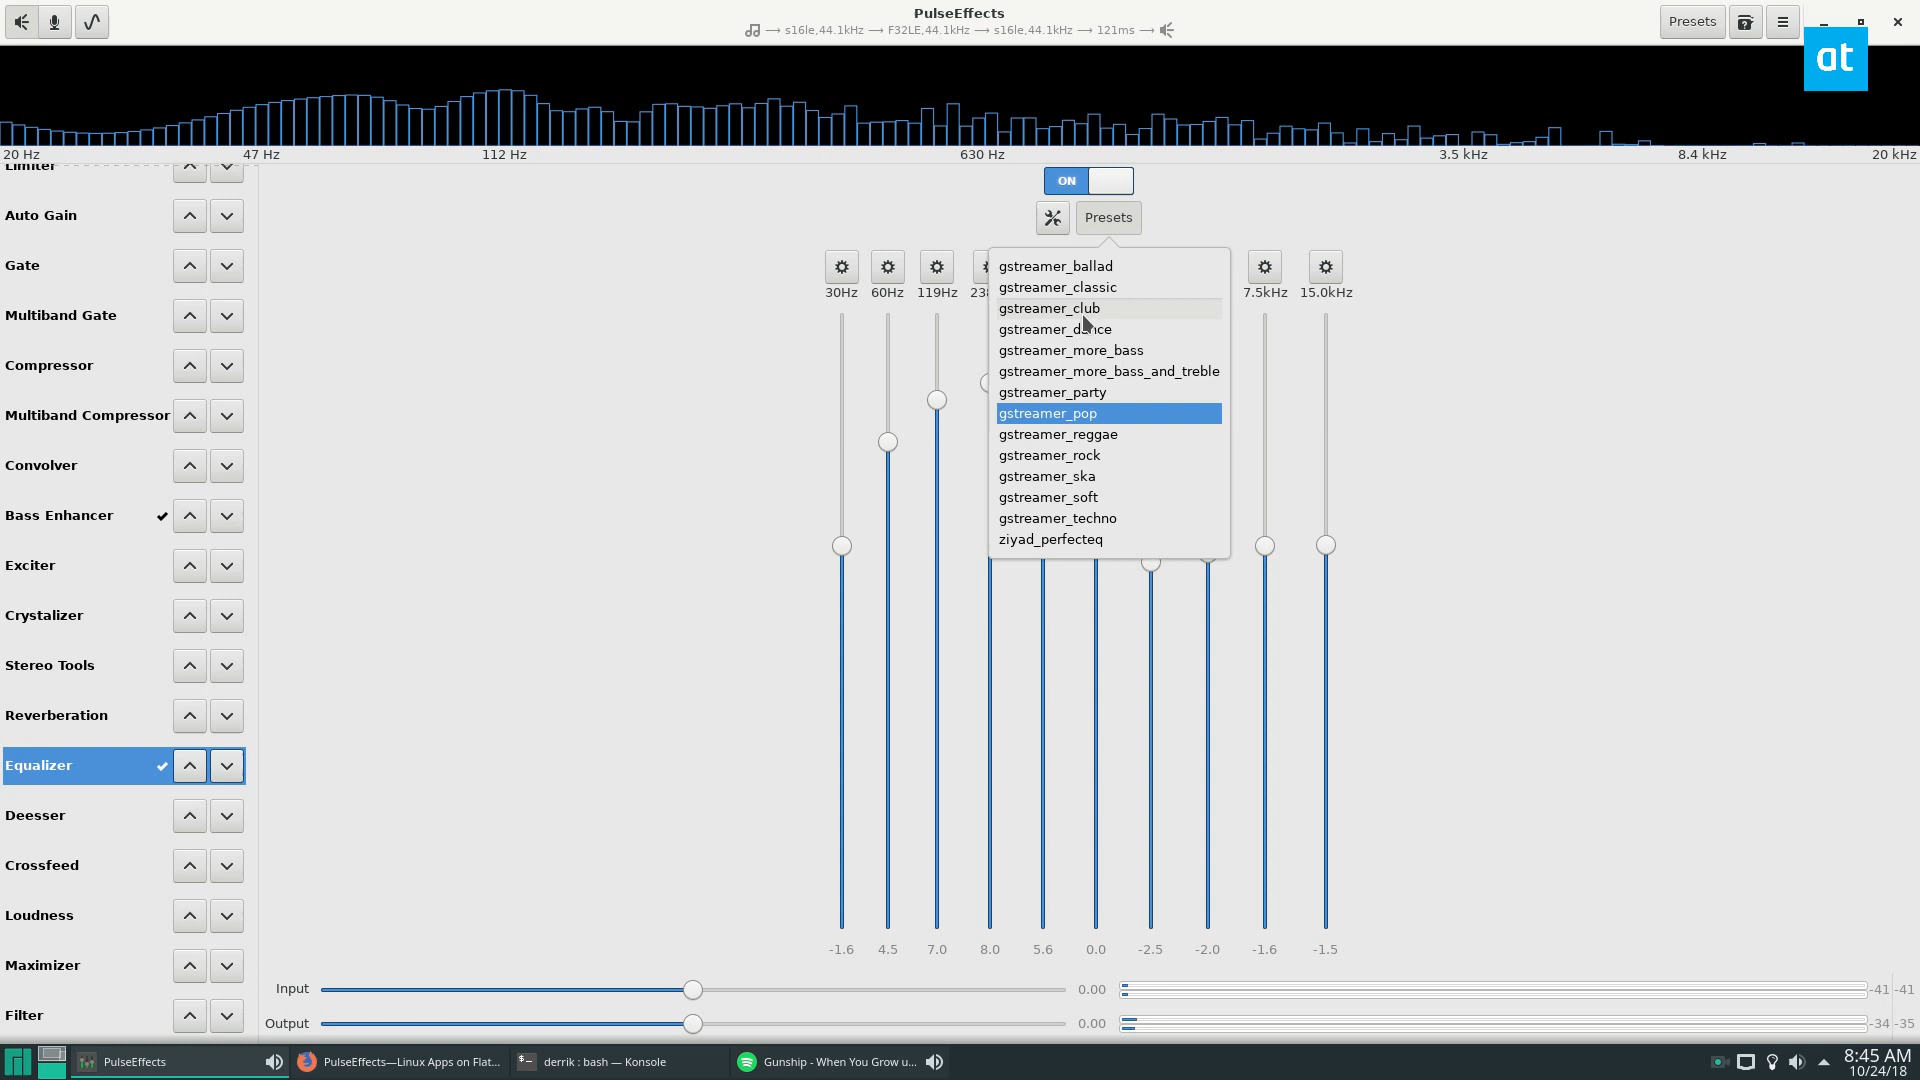 PulseEffects
s16le,44.1kHz → F32LE,44.1kHz → s16le,44.1kHz → 121ms →
Presets
at
20 Hz 47 Hz 112 Hz 630 Hz 3.5 kHz 8.4 kHz 20 kHz
Limiter
Auto Gain
Gate
Multiband Gate
Compressor
Multiband Compressor
Convolver
Bass Enhancer
Exciter
Crystalizer
Stereo Tools
Reverberation
Equalizer
Deesser
Crossfeed
Loudness
Maximizer
Filter
ON
Presets
30Hz 60Hz 119Hz 7.5kHz 15.0kHz
gstreamer_ballad
gstreamer_classic
gstreamer_club
gstreamer_dance
gstreamer_more_bass
gstreamer_more_bass_and_treble
gstreamer_party
gstreamer_pop
gstreamer_reggae
gstreamer_rock
gstreamer_ska
gstreamer_soft
gstreamer_techno
ziyad_perfecteq
-1.6 4.5 7.0 8.0 5.6 0.0 -2.5 -2.0 -1.6 -1.5
Input 0.00 -41 -41
Output 0.00 -34 -35
PulseEffects
PulseEffects—Linux Apps on Flat...
derrik : bash — Konsole
Gunship - When You Grow u...
8:45 AM
10/24/18